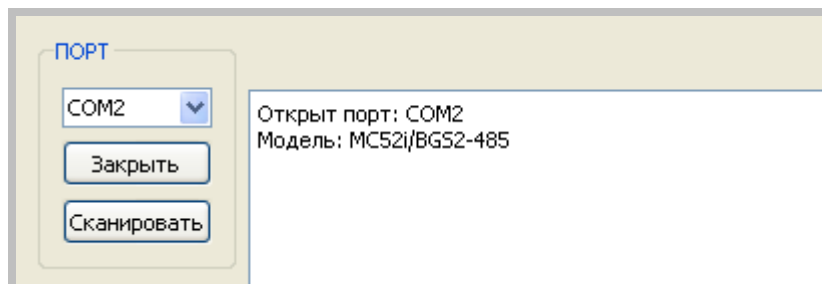 ПОРТ
COM2
Закрыть
Сканировать
Открыт порт: COM2
Модель: MC52i/BGS2-485